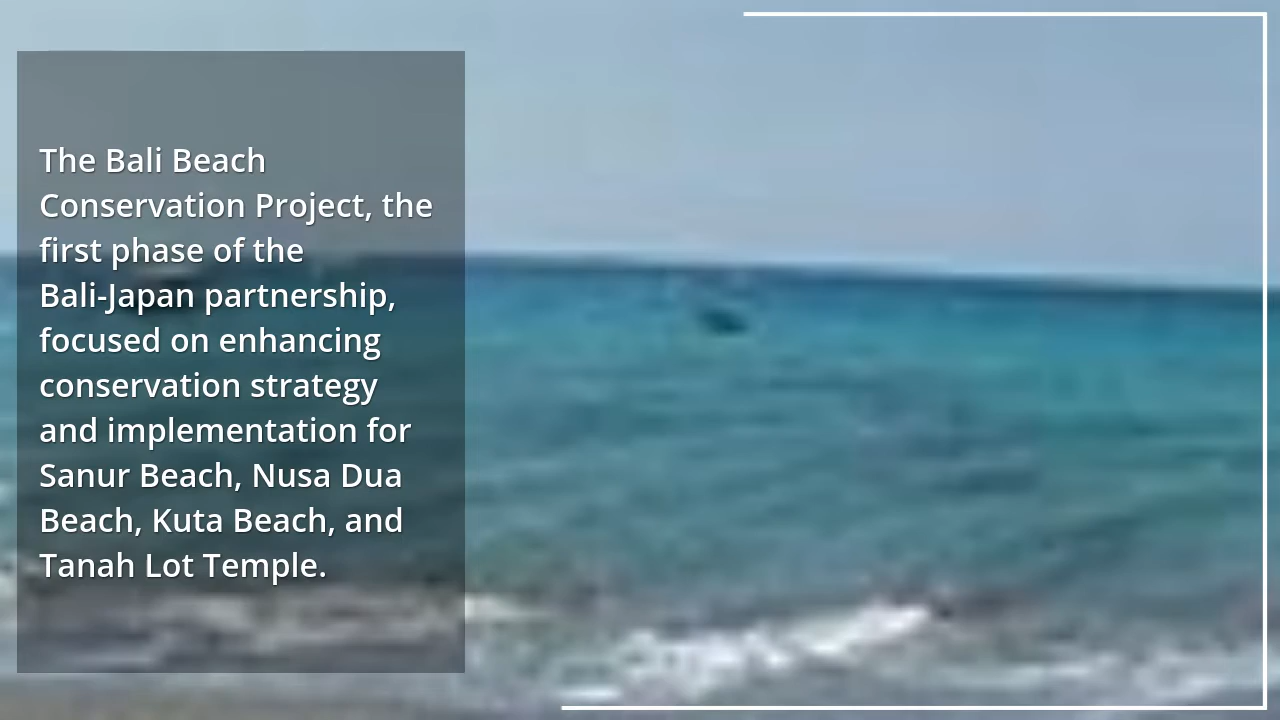 The Bali Beach
Conservation Project, the
first phase of the
Bali-Japan partnership,
focused on enhancing
conservation strategy
and implementation for
Sanur Beach, Nusa Dua
Beach, Kuta Beach, and
Tanah Lot Temple.